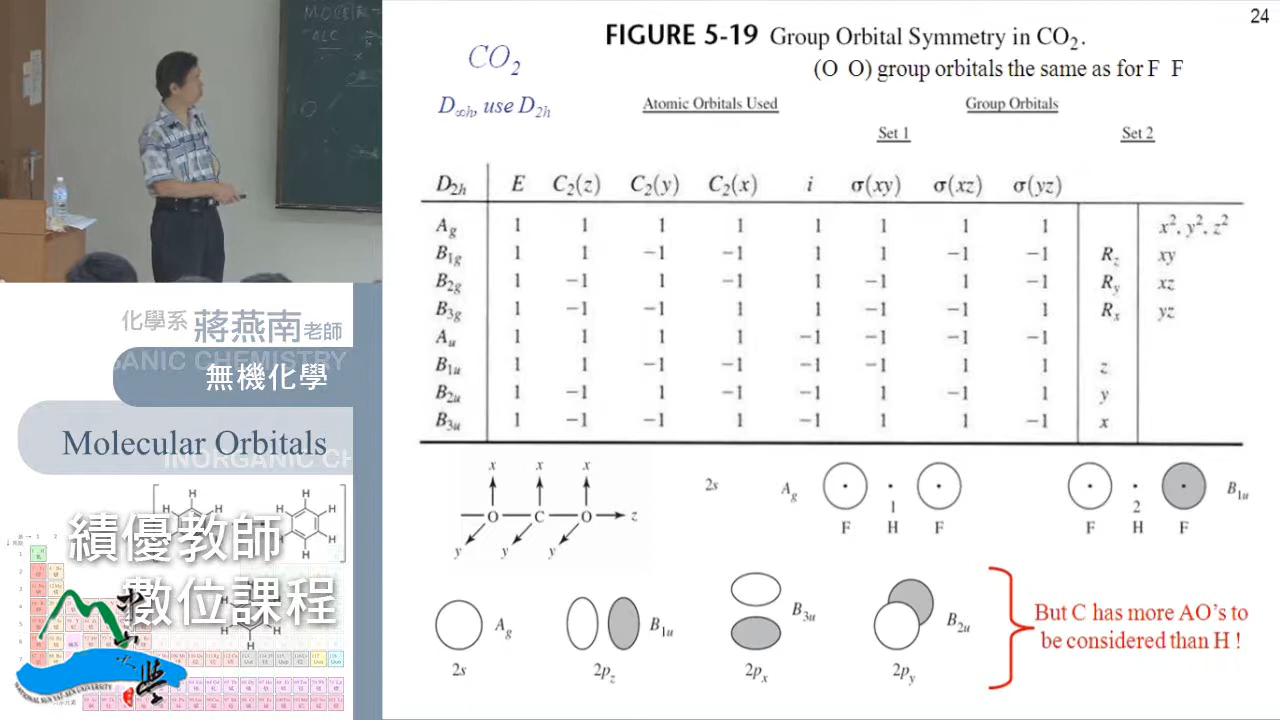 24
FIGURE 5-19 Group Orbital Symmetry in CO2.
(O O) group orbitals the same as for F F
CO2
D∞h, use D2h
Atomic Orbitals Used
Group Orbitals
Set 1
Set 2
D2h E C2(z) C2(y) C2(x) i σ(xy) σ(xz) σ(yz)
Ag 1 1 1 1 1 1 1 1 x², y², z²
B1g 1 1 −1 −1 1 1 −1 −1 Rz xy
B2g 1 −1 1 −1 1 −1 1 −1 Ry xz
B3g 1 −1 −1 1 1 −1 −1 1 Rx yz
Au 1 1 1 1 −1 −1 −1 −1
B1u 1 1 −1 −1 −1 −1 1 1 z
B2u 1 −1 1 −1 −1 1 −1 1 y
B3u 1 −1 −1 1 −1 1 1 −1 x
x x x
O C O z
y y y
2s Ag
F H F
1
F H F
2
B1u
Ag
2s
B1u
2pz
B3u
2px
B2u
2py
But C has more AO's to
be considered than H !
化學系 蔣燕南老師
無機化學
Molecular Orbitals
INORGANIC CH
績優教師
數位課程